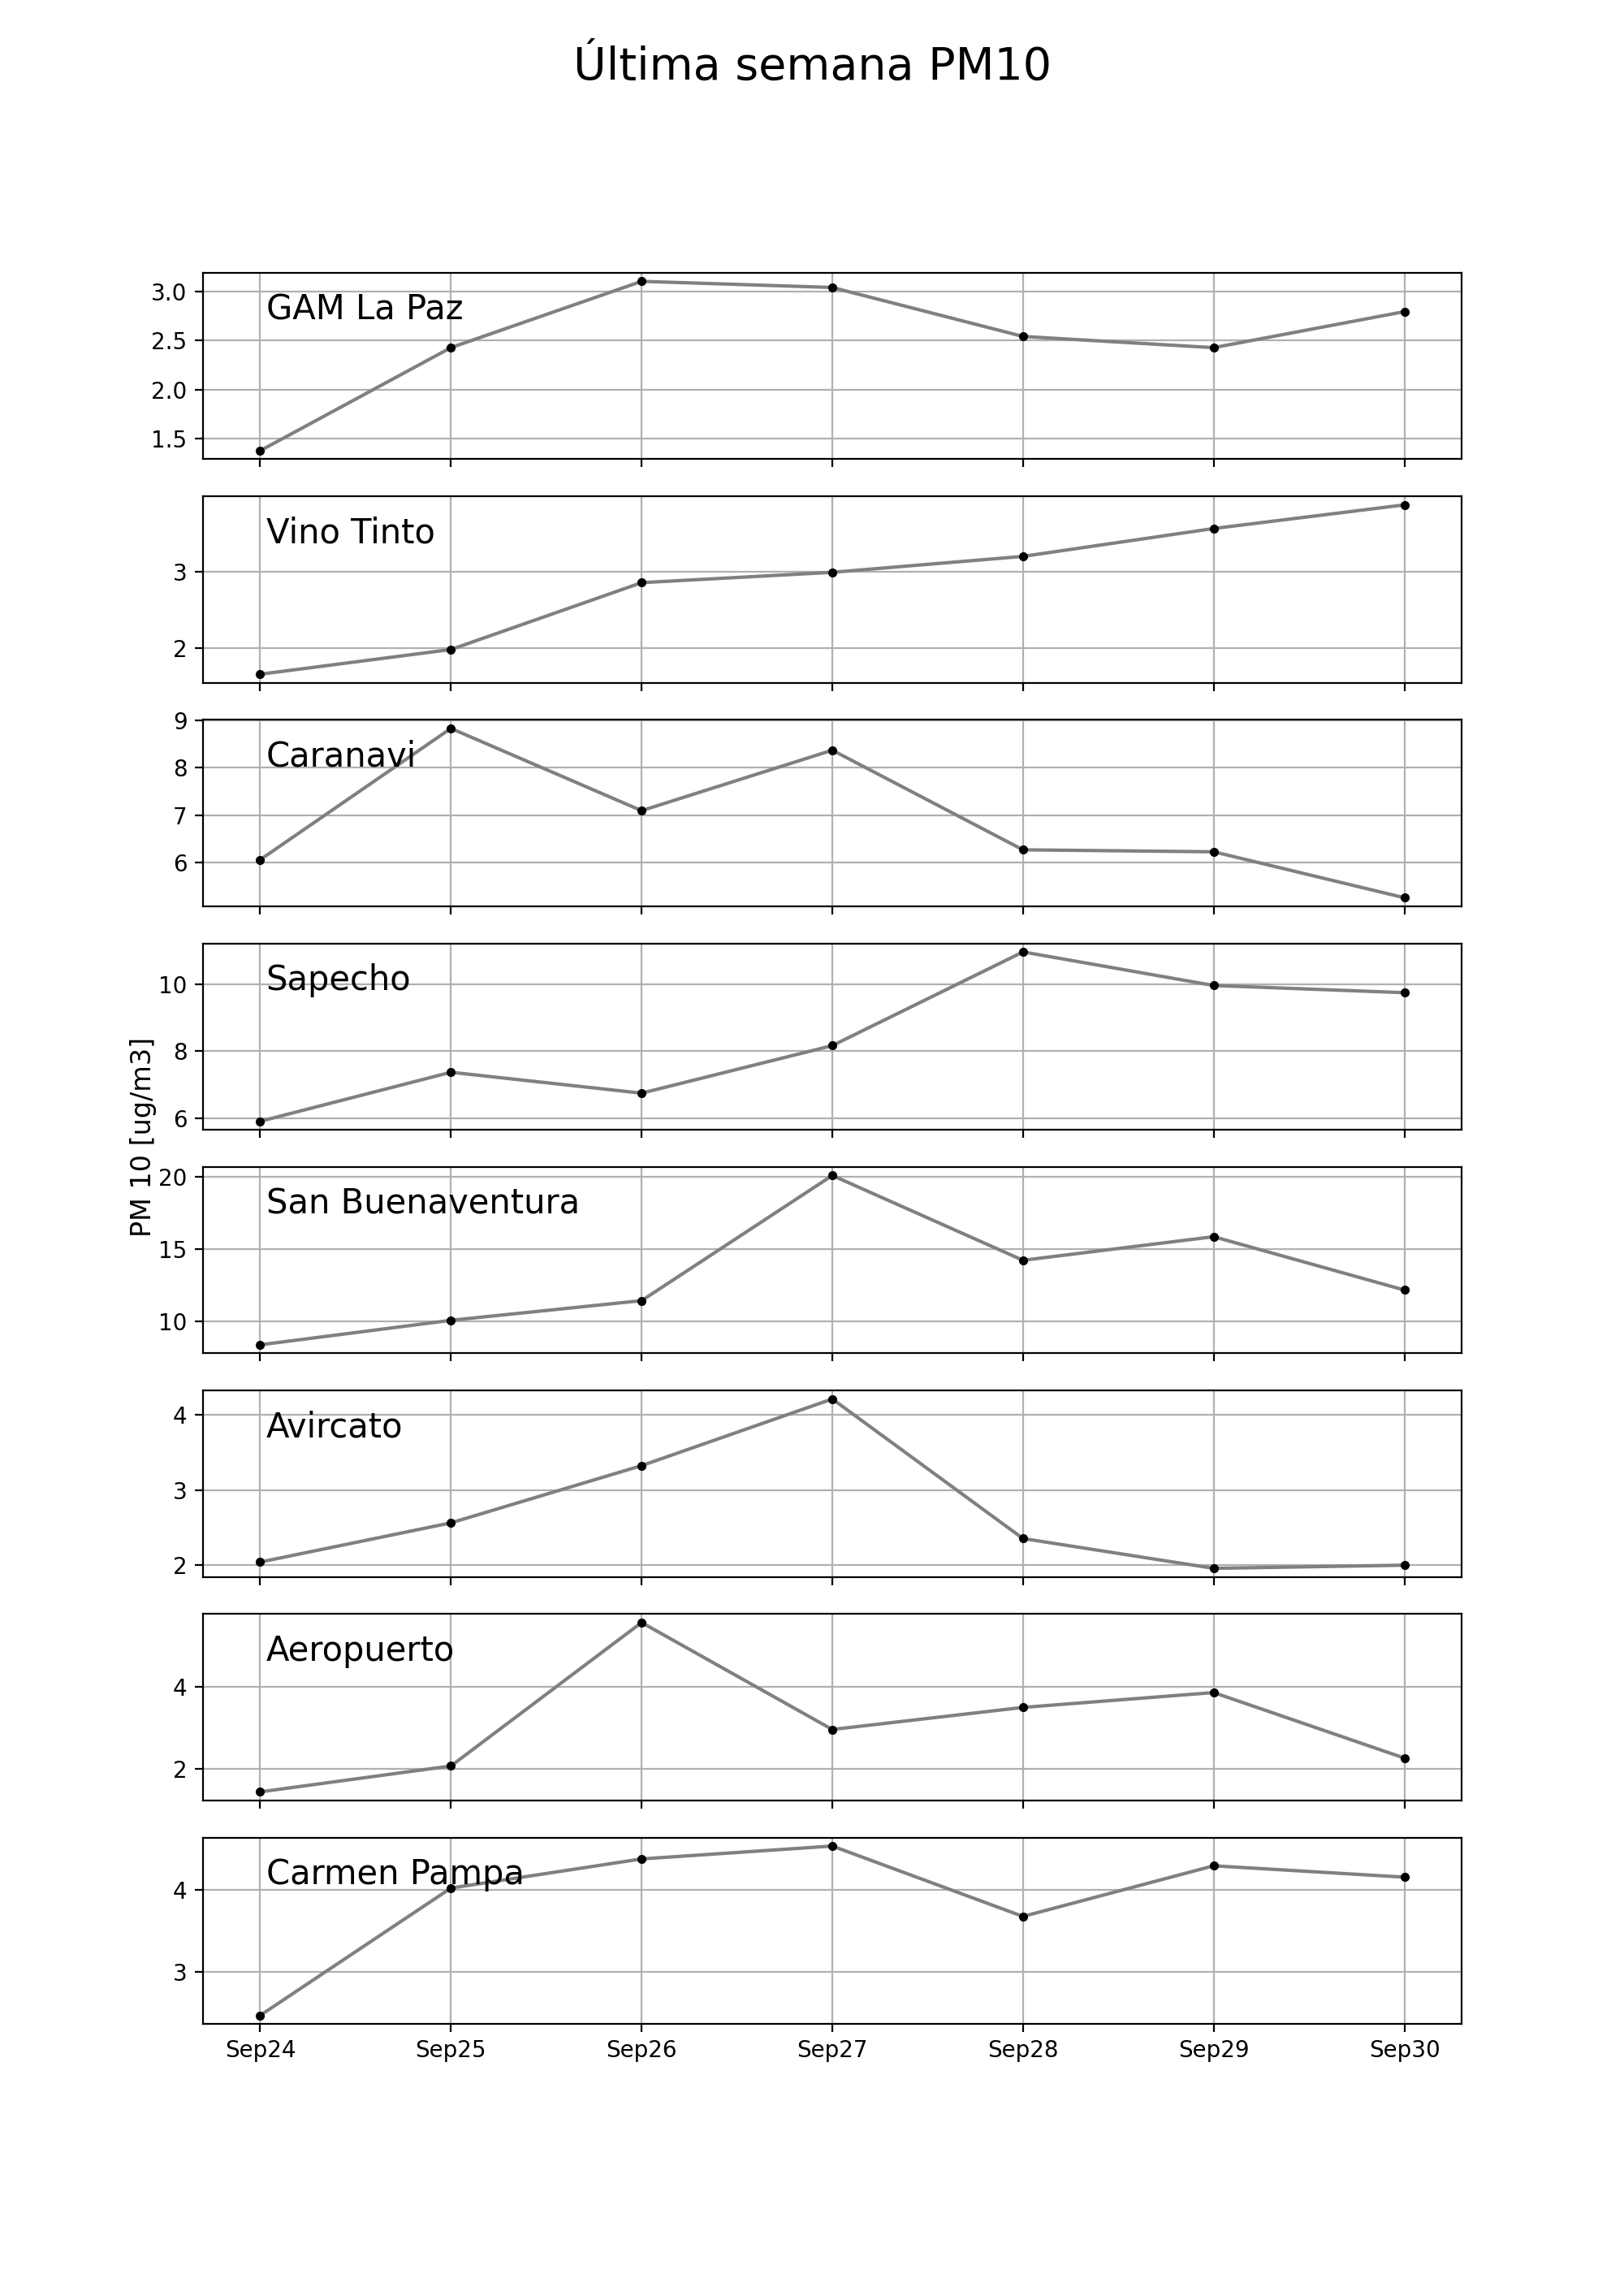 Última semana PM10
GAM La Paz
3.0
2.5
2.0
1.5
Vino Tinto
3
2
Caranavi
9
8
7
6
Sapecho
10
8
6
PM 10 [ug/m3]
San Buenaventura
20
15
10
Avircato
4
3
2
Aeropuerto
4
2
Carmen Pampa
4
3
Sep24 Sep25 Sep26 Sep27 Sep28 Sep29 Sep30